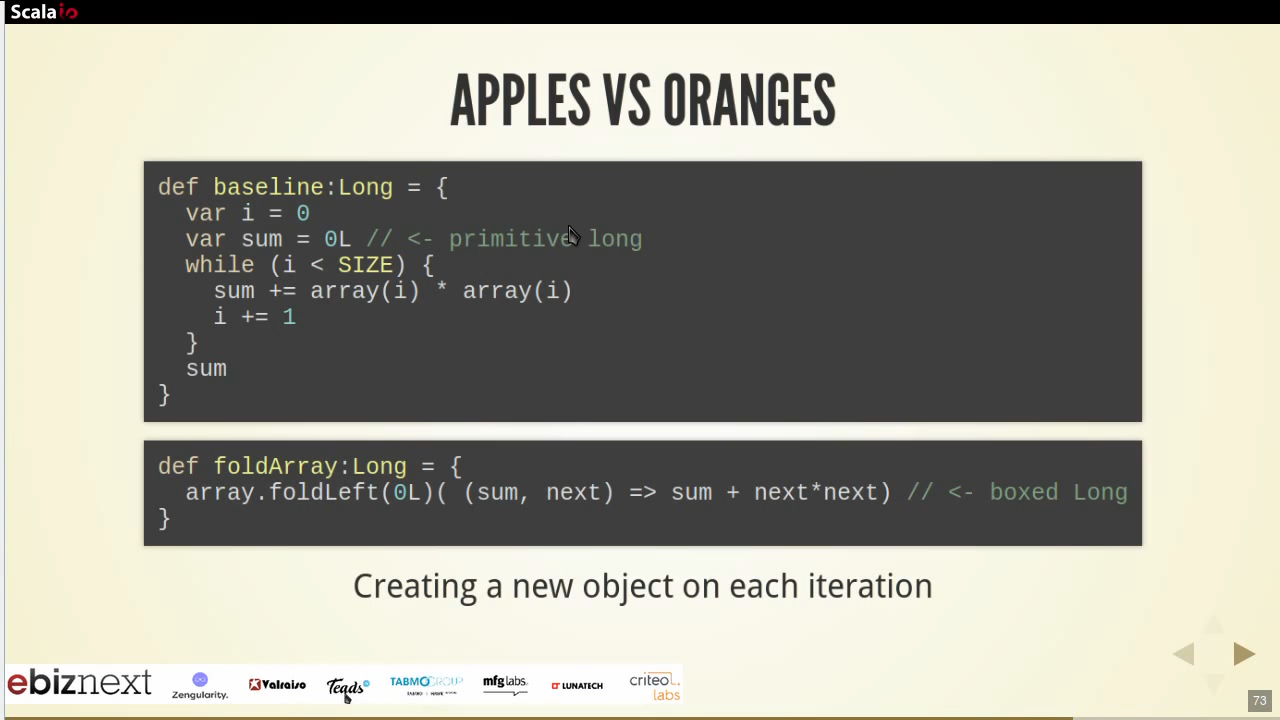 Scalaio
APPLES VS ORANGES
def baseline:Long = {
  var i = 0
  var sum = 0L // <- primitive long
  while (i < SIZE) {
    sum += array(i) * array(i)
    i += 1
  }
  sum
}
def foldArray:Long = {
  array.foldLeft(0L)( (sum, next) => sum + next*next) // <- boxed Long
}
Creating a new object on each iteration
ebiznext
Zengularity.
Valraiso
Teads
TABMO GROUP
mfg labs.
LUNATECH
criteo labs
73